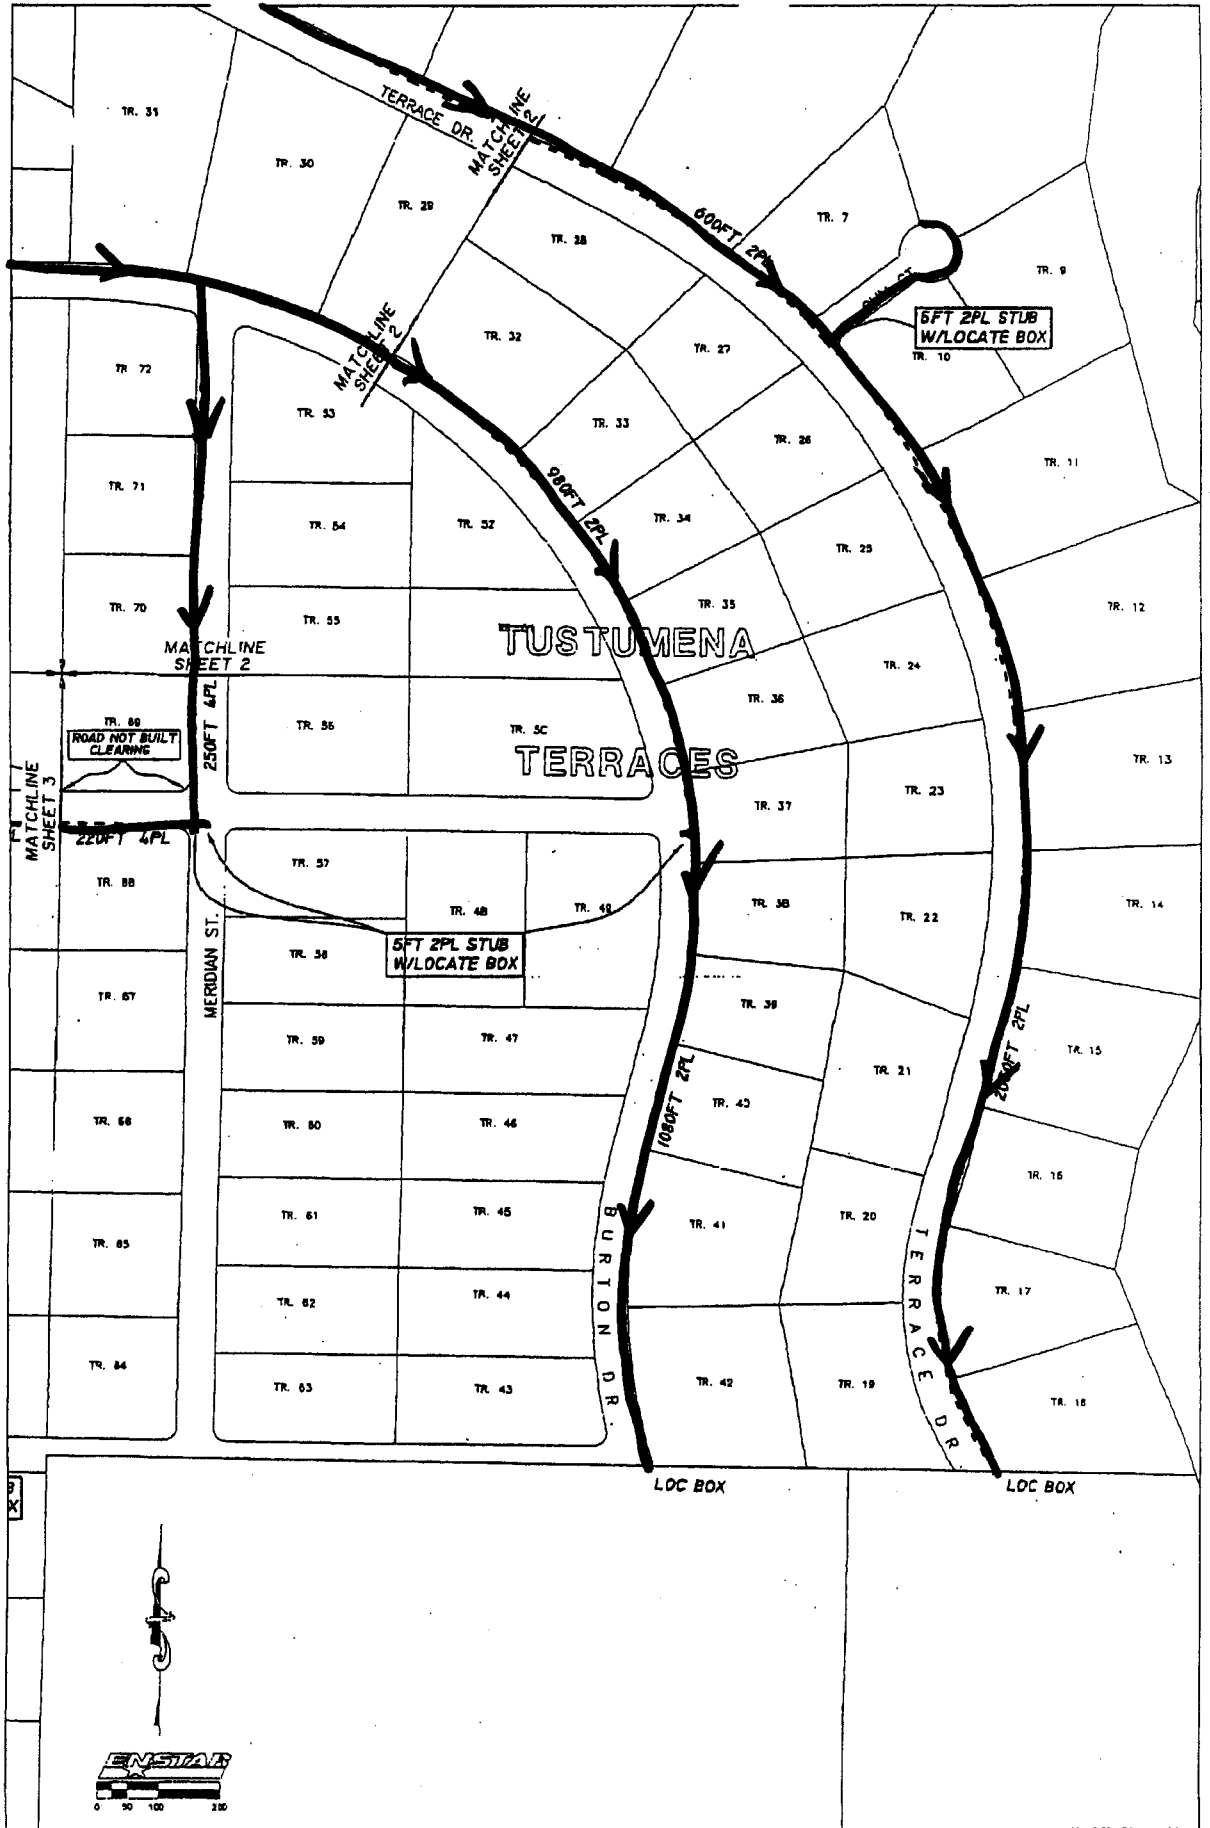 TR. 31
TERRACE DR.
MATCHLINE
SHEET 2
TR. 30
TR. 29
TR. 28
600FT 2PL
TR. 7
TR. 9
5FT 2PL STUB
W/LOCATE BOX
TR. 10
MATCHLINE
SHEET 2
TR. 32
TR. 27
TR. 72
TR. 53
TR. 33
TR. 26
TR. 11
TR. 71
980FT 2PL
TR. 54
TR. 52
TR. 34
TR. 25
TR. 70
TR. 55
TR. 35
TR. 12
TUSTUMENA
MATCHLINE
SHEET 2
TR. 24
TR. 36
TR. 69
ROAD NOT BUILT
CLEARING
250FT 4PL
TR. 56
TR. 5C
TERRACES
TR. 13
MATCHLINE
SHEET 3
TR. 37
TR. 23
220FT 4PL
TR. 57
TR. 88
TR. 48
TR. 49
TR. 38
TR. 22
TR. 14
5FT 2PL STUB
W/LOCATE BOX
TR. 58
MERIDIAN ST.
TR. 67
TR. 39
TR. 59
TR. 47
TR. 15
1080FT 2PL
TR. 21
TR. 40
TR. 66
TR. 60
TR. 46
TR. 16
TR. 61
TR. 45
TR. 41
TR. 20
TR. 65
BURTON DR.
TERRACE DR
TR. 62
TR. 44
TR. 17
TR. 64
TR. 63
TR. 43
TR. 42
TR. 19
TR. 18
LOC BOX
LOC BOX
ENSTAR
0 50 100 200